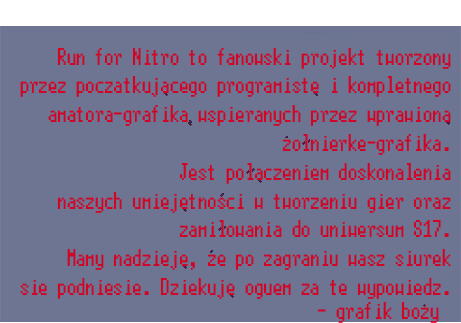 Run for Nitro to fanowski projekt tworzony
przez poczatkującego programistę i kompletnego
amatora-grafika, wspieranych przez wprawioną
żołnierke-grafika.
Jest połączeniem doskonalenia
naszych umiejętności w tworzeniu gier oraz
zamiłowania do uniwersum S17.
Mamy nadzieję, że po zagraniu wasz siurek
sie podniesie. Dziekuję oguem za te wypowiedz.
- grafik boży